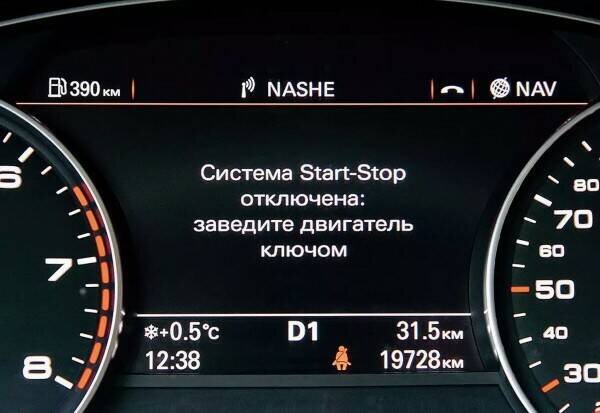 390 км NASHE NAV
Система Start-Stop
отключена:
заведите двигатель
ключом
+0.5°C D1 31.5 км
12:38 19728 км
6
7
8
80
70
60
50
40
30